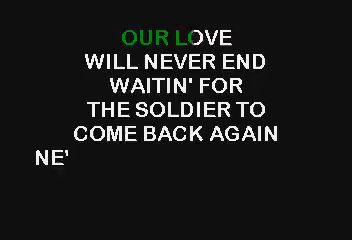 OUR LOVE
WILL NEVER END
WAITIN' FOR
THE SOLDIER TO
COME BACK AGAIN
NE'